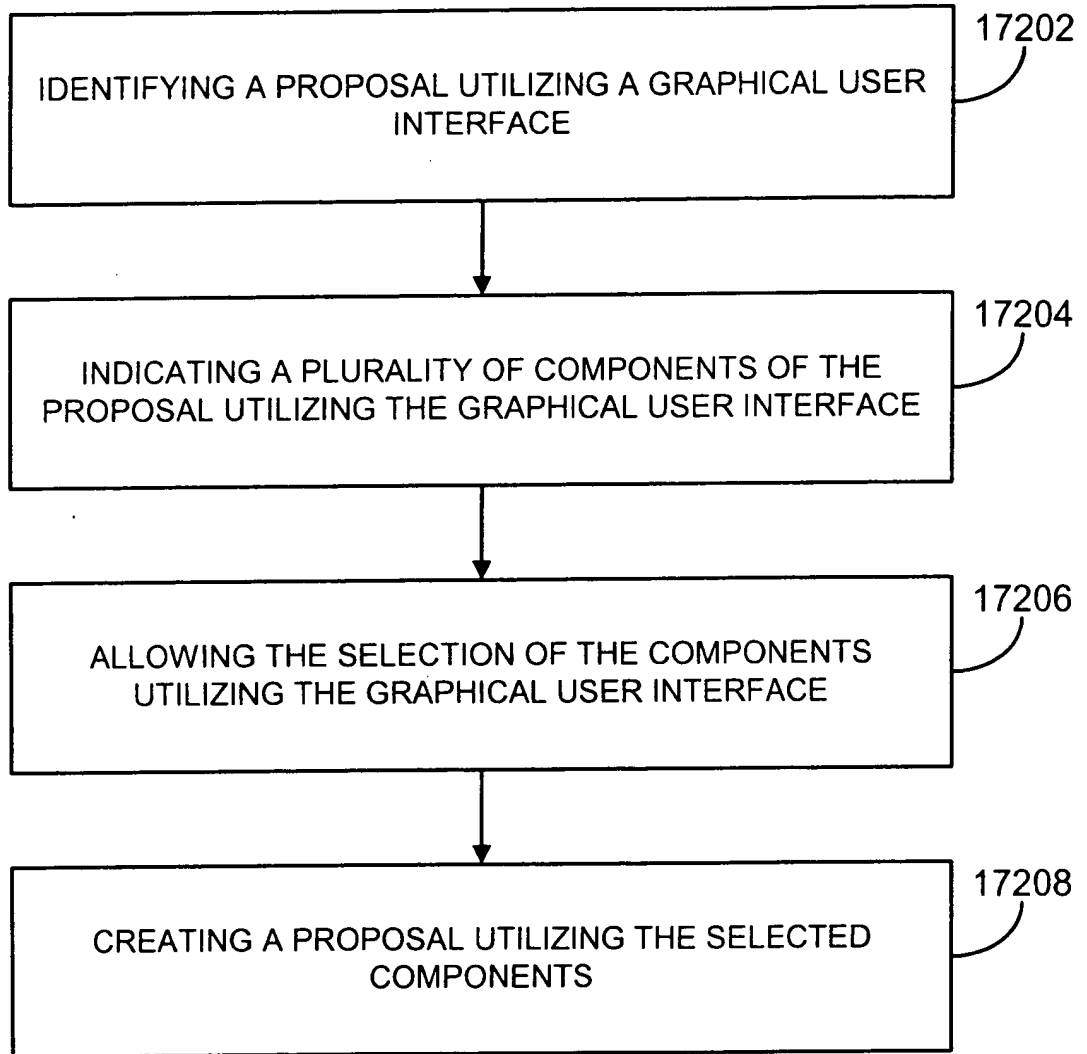 17202
IDENTIFYING A PROPOSAL UTILIZING A GRAPHICAL USER
INTERFACE
17204
INDICATING A PLURALITY OF COMPONENTS OF THE
PROPOSAL UTILIZING THE GRAPHICAL USER INTERFACE
17206
ALLOWING THE SELECTION OF THE COMPONENTS
UTILIZING THE GRAPHICAL USER INTERFACE
17208
CREATING A PROPOSAL UTILIZING THE SELECTED
COMPONENTS